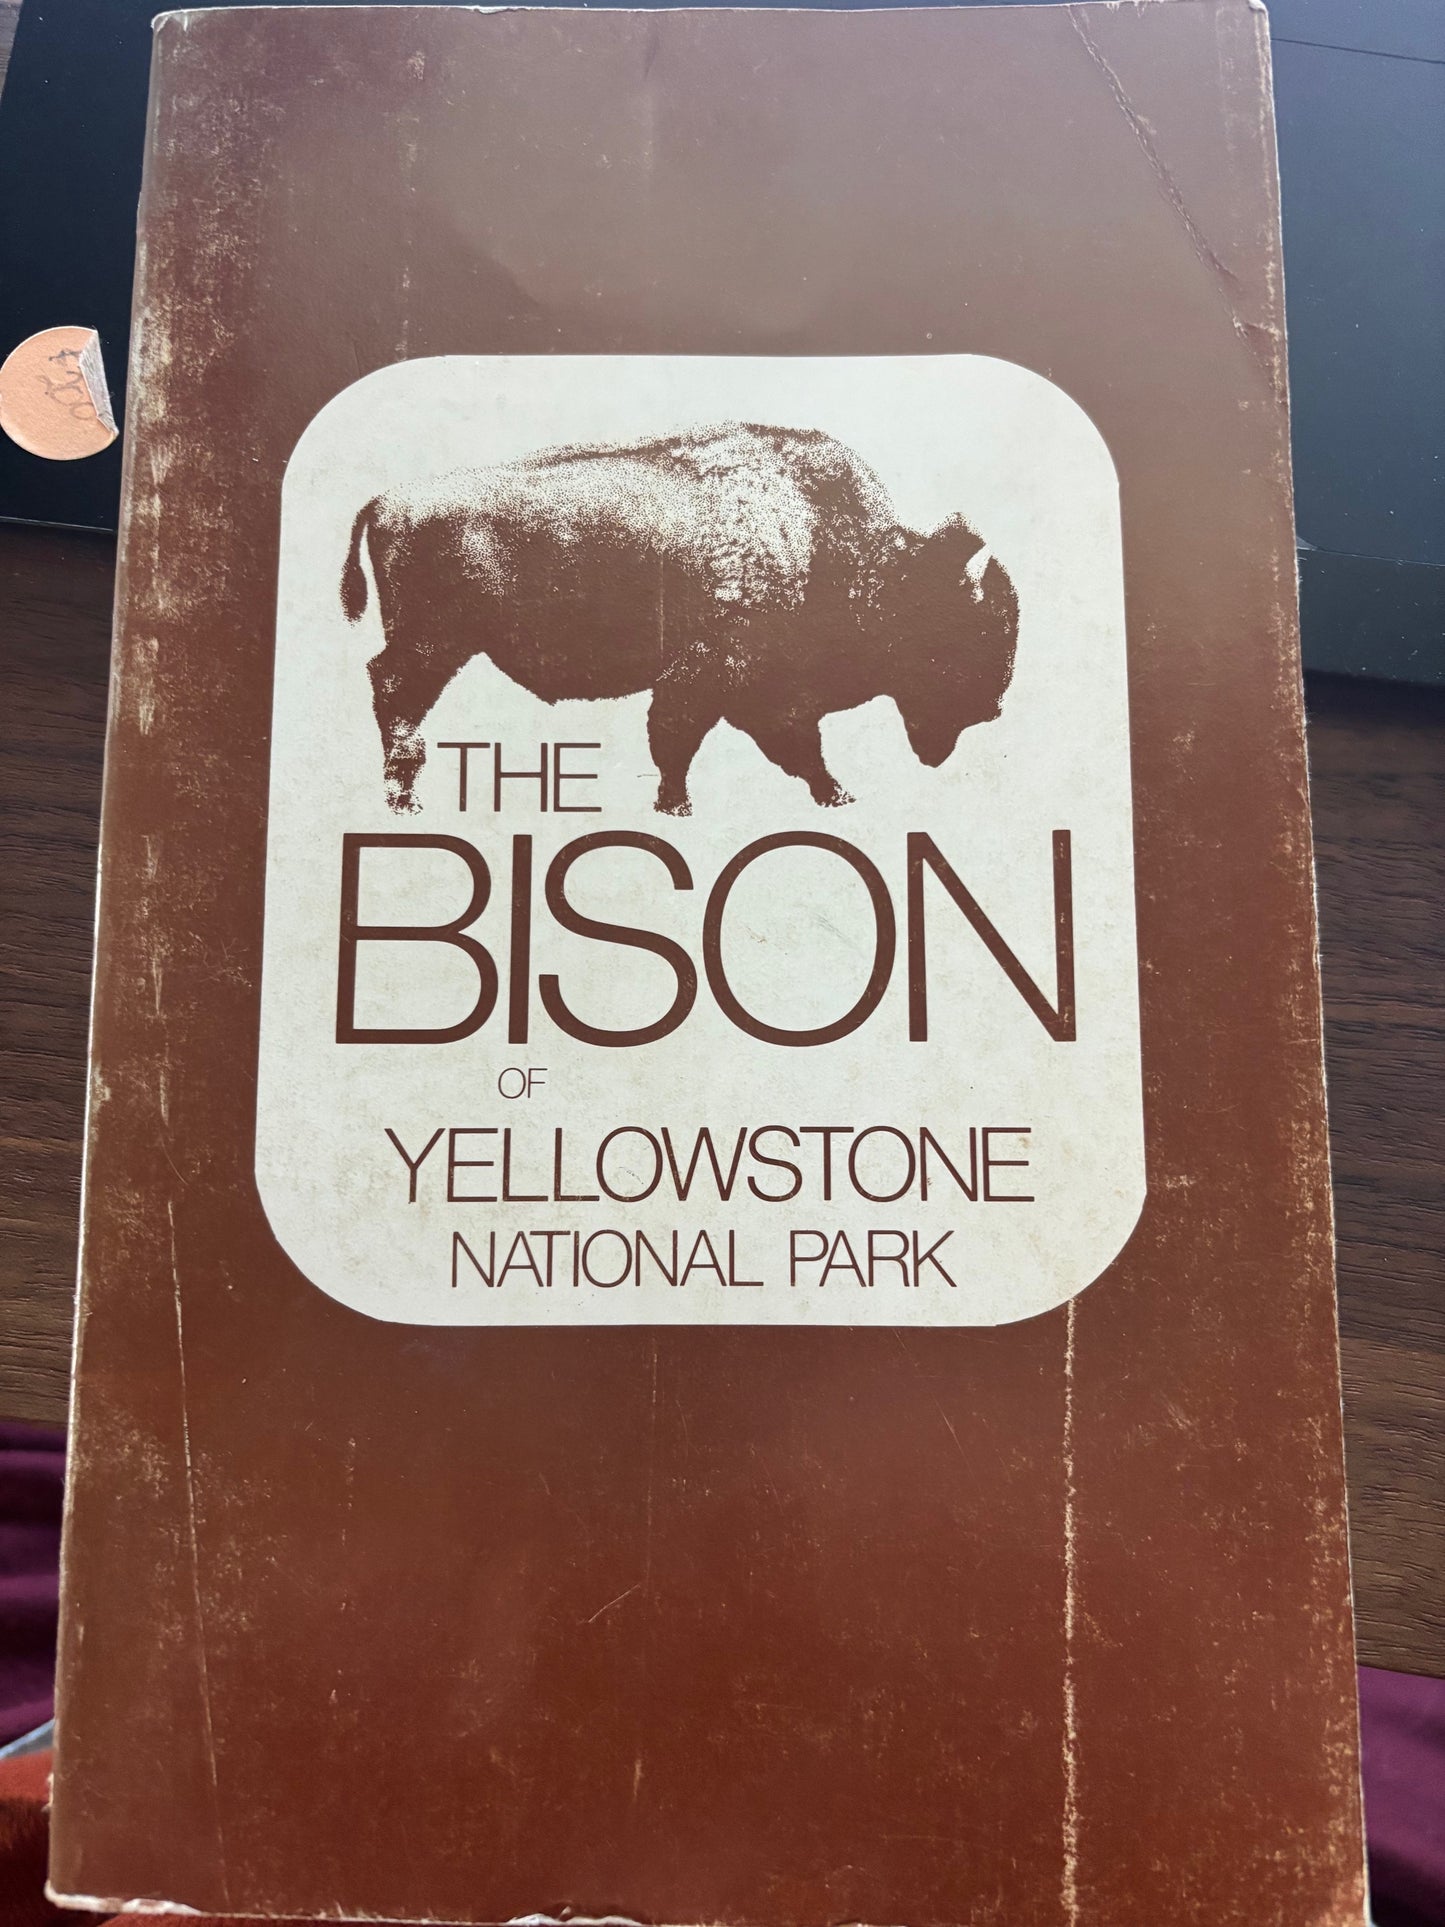 THE
BISON
OF
YELLOWSTONE
NATIONAL PARK